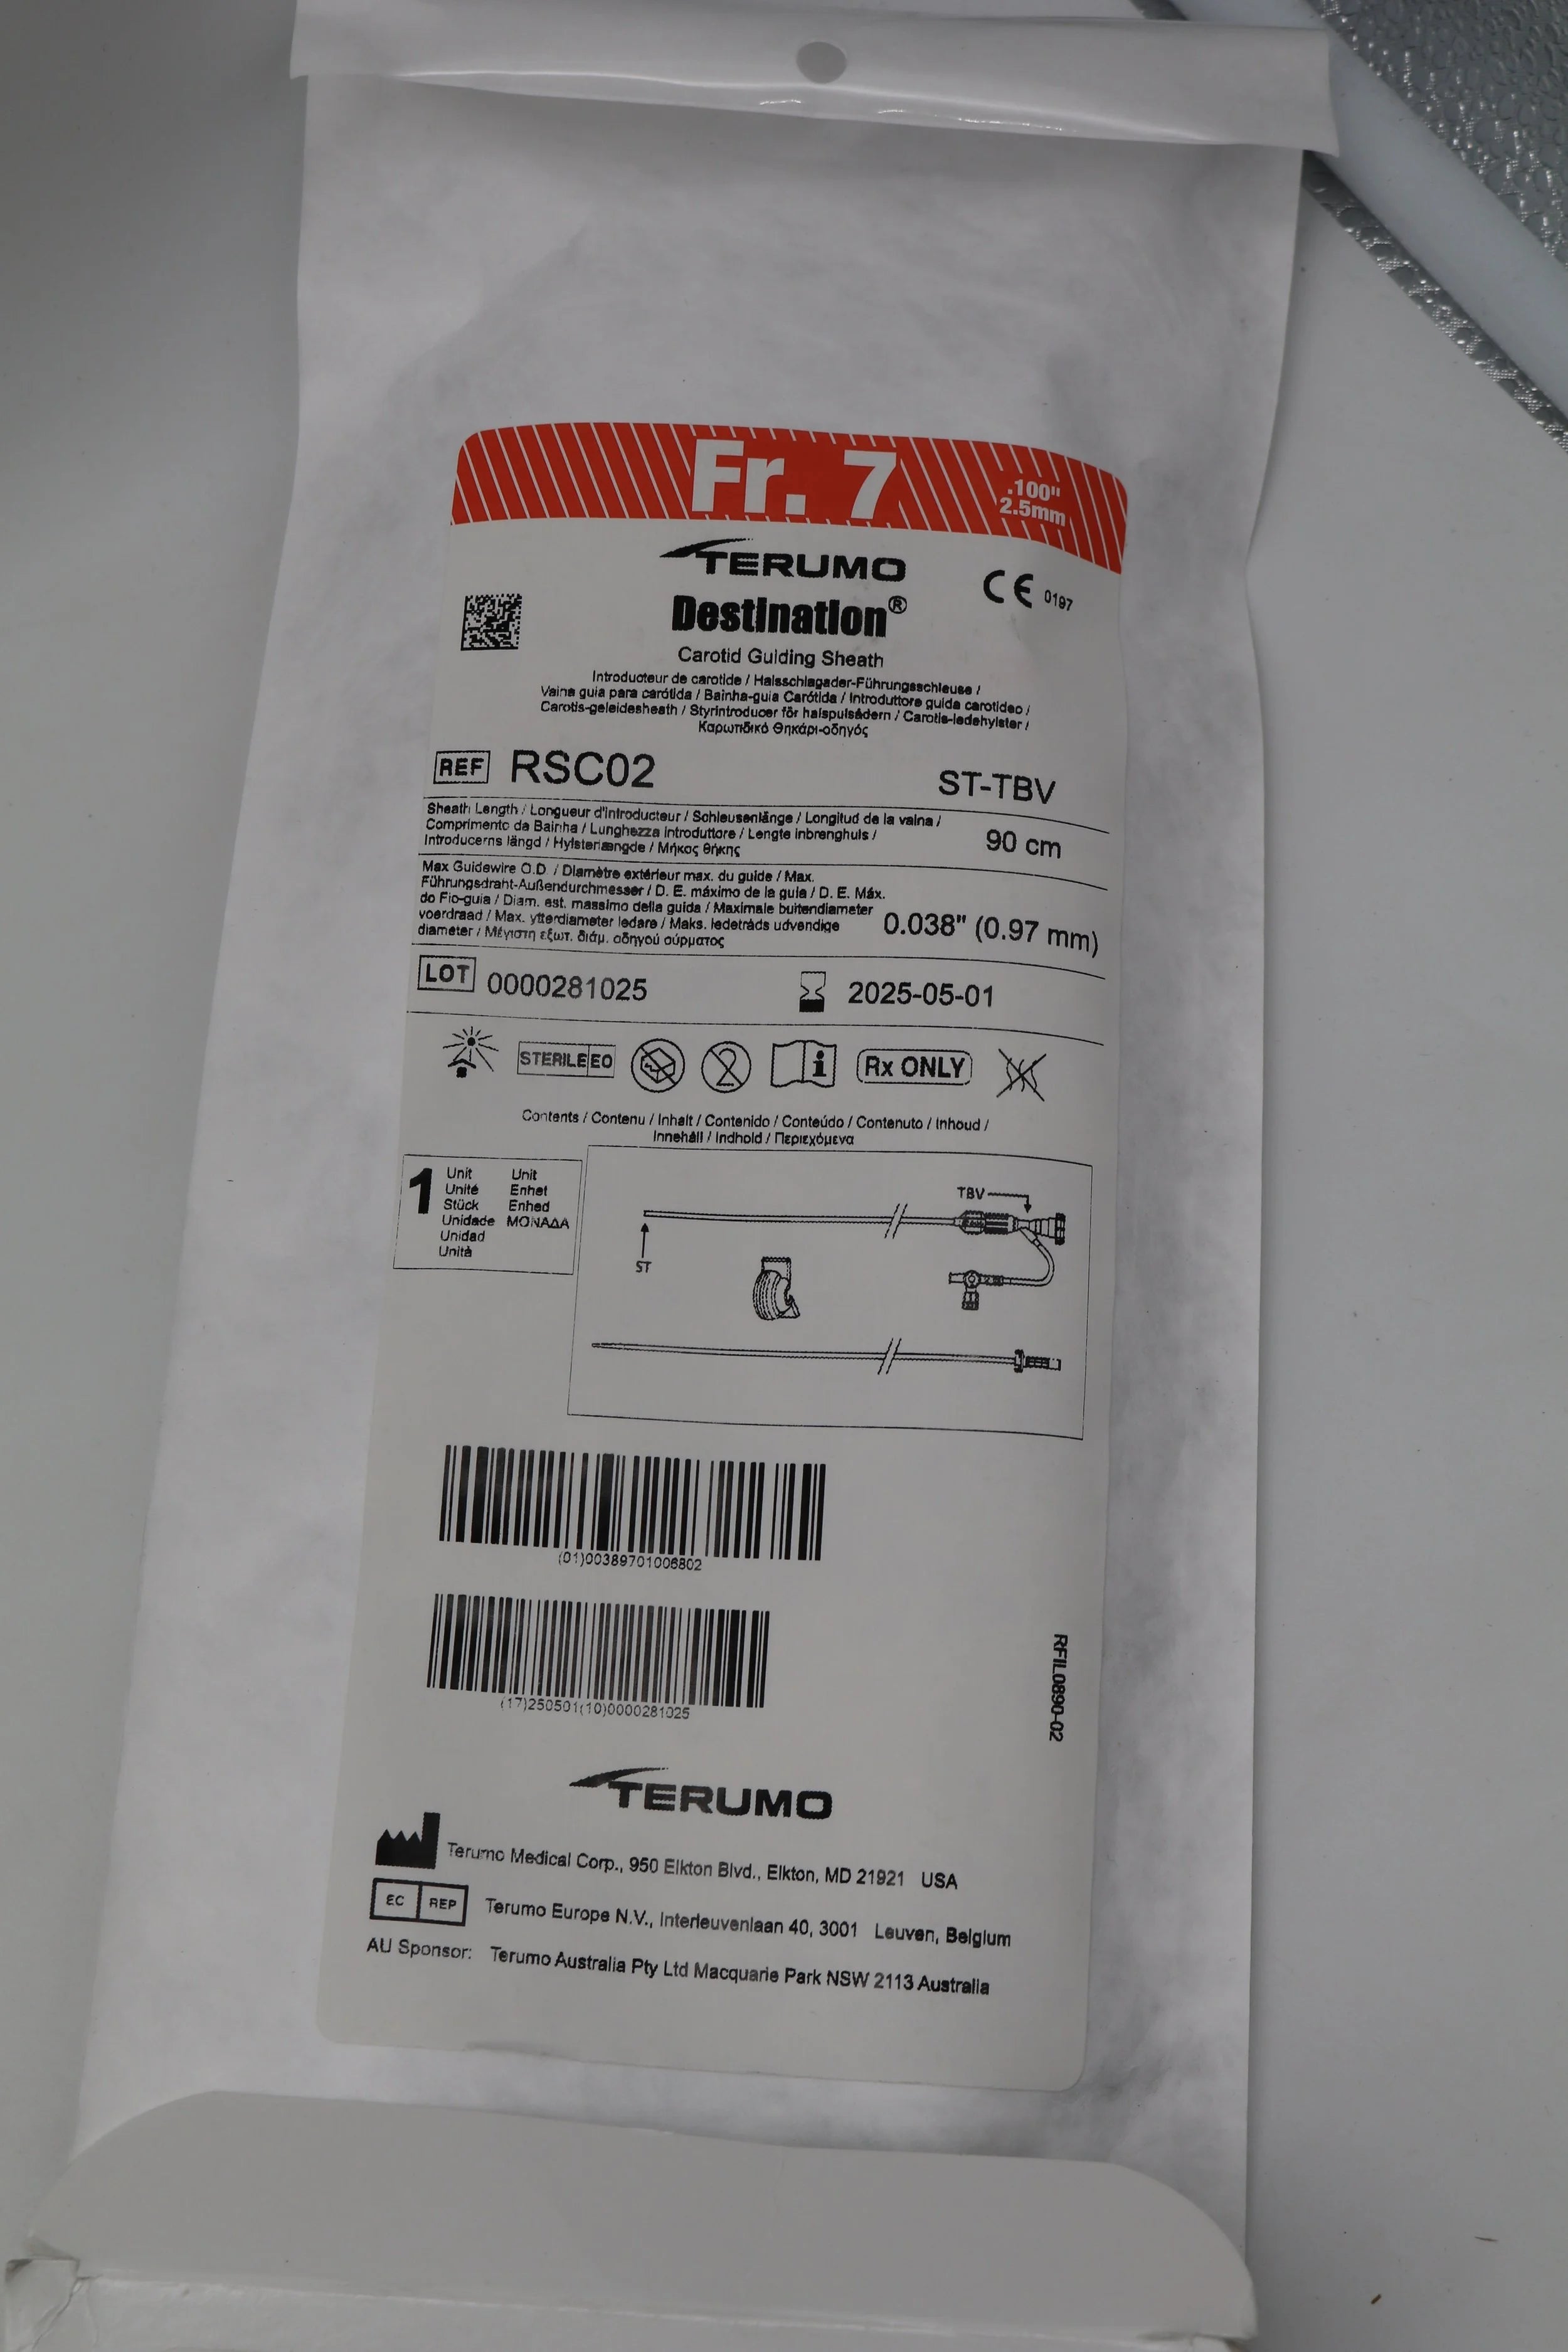 Fr. 7
.100"
2.5mm
TERUMO
CE 0197
Destination®
Carotid Guiding Sheath
Introducteur de carotide / Halsschlagader-Führungsschleuse /
Vaina guía para carótida / Bainha-guia Carótida / Introduttore guida carotideo /
Carotis-geleidesheath / Styrintroducer för halspulsådern / Carotis-ledehylster /
Καρωτιδικό Θηκάρι-οδηγός
REF RSC02 ST-TBV
Sheath Length / Longueur d'introducteur / Schleusenlänge / Longitud de la vaina /
Comprimento da Bainha / Lunghezza introduttore / Lengte inbrenghuls /
Introducerns längd / Hylsterlængde / Μήκος θήκης
90 cm
Max Guidewire O.D. / Diamètre extérieur max. du guide / Max.
Führungsdraht-Außendurchmesser / D. E. máximo de la guía / D. E. Máx.
do Fio-guia / Diam. est. massimo della guida / Maximale buitendiameter
voerdraad / Max. ytterdiameter ledare / Maks. ledetråds udvendige
diameter / Μέγιστη εξωτ. διάμ. οδηγού σύρματος
0.038" (0.97 mm)
LOT 0000281025 2025-05-01
STERILE EO 2 i Rx ONLY
Contents / Contenu / Inhalt / Contenido / Conteúdo / Contenuto / Inhoud /
Innehåll / Indhold / Περιεχόμενα
1
Unit Unit
Unité Enhet
Stück Enhed
Unidade ΜΟΝΑΔΑ
Unidad
Unità
TBV
ST
(01)00389701006802
(17)250501(10)0000281025
RFIL0890-02
TERUMO
Terumo Medical Corp., 950 Elkton Blvd., Elkton, MD 21921 USA
EC REP Terumo Europe N.V., Interleuvenlaan 40, 3001 Leuven, Belgium
AU Sponsor: Terumo Australia Pty Ltd Macquarie Park NSW 2113 Australia